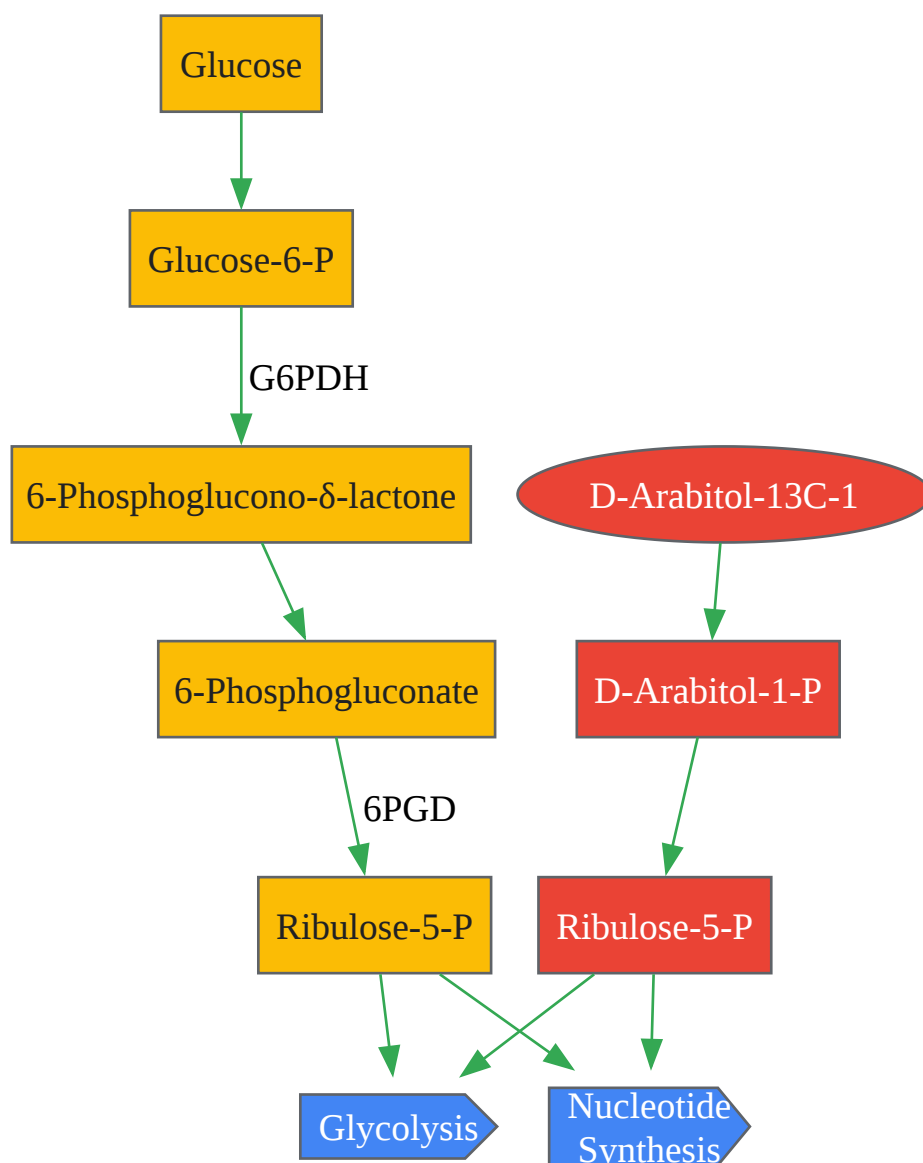 Glucose
Glucose-6-P
G6PDH
6-Phosphoglucono-δ-lactone
D-Arabitol-13C-1
6-Phosphogluconate
D-Arabitol-1-P
6PGD
Ribulose-5-P
Ribulose-5-P
Glycolysis
Nucleotide
Synthesis